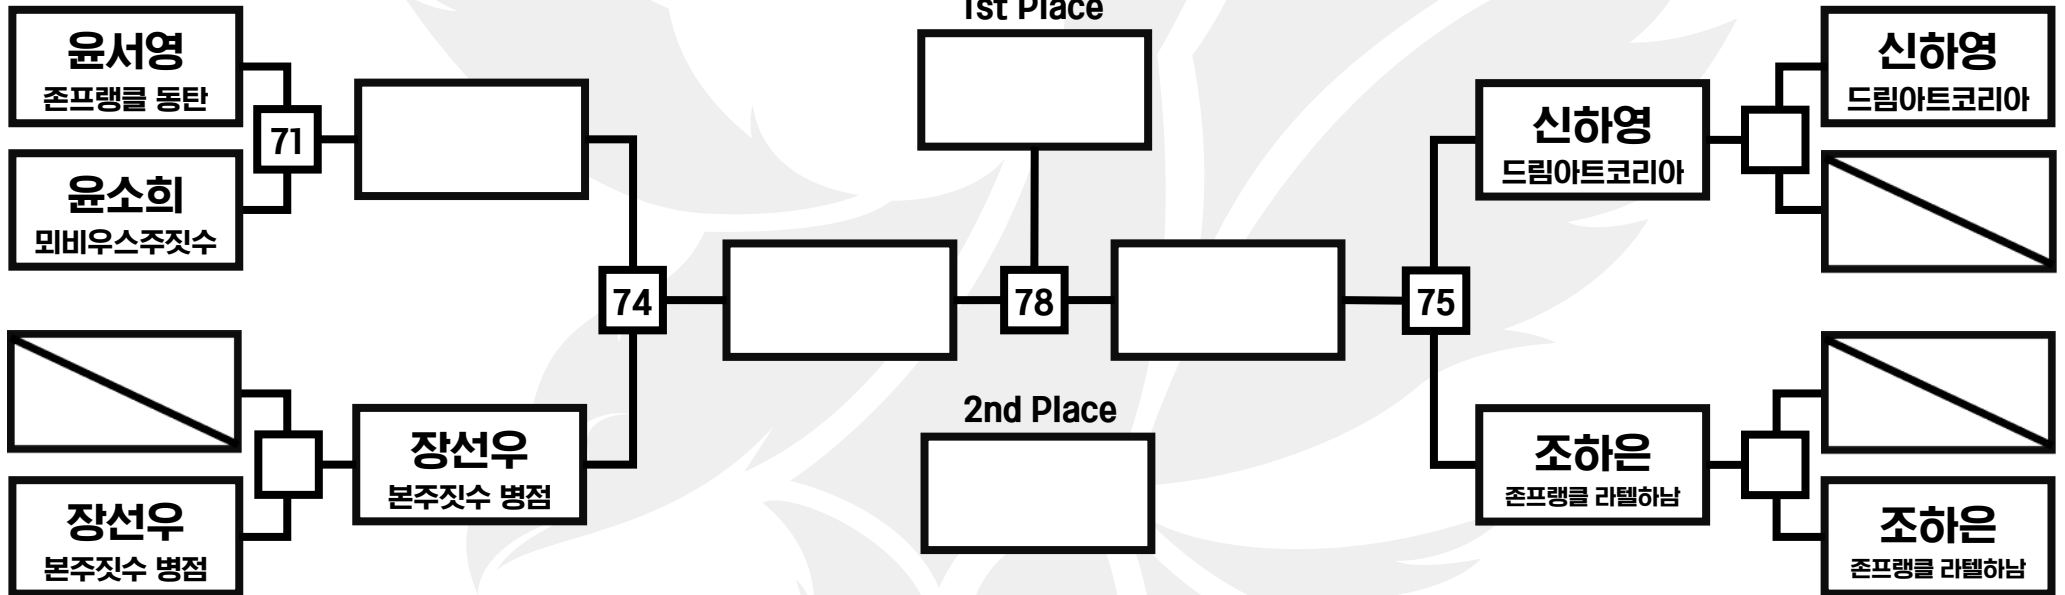 1st Place
윤서영
존프랭클 동탄
71
윤소희
뫼비우스주짓수
장선우
본주짓수 병점
장선우
본주짓수 병점
74
78
2nd Place
75
신하영
드림아트코리아
신하영
드림아트코리아
조하은
존프랭클 라텔하남
조하은
존프랭클 라텔하남